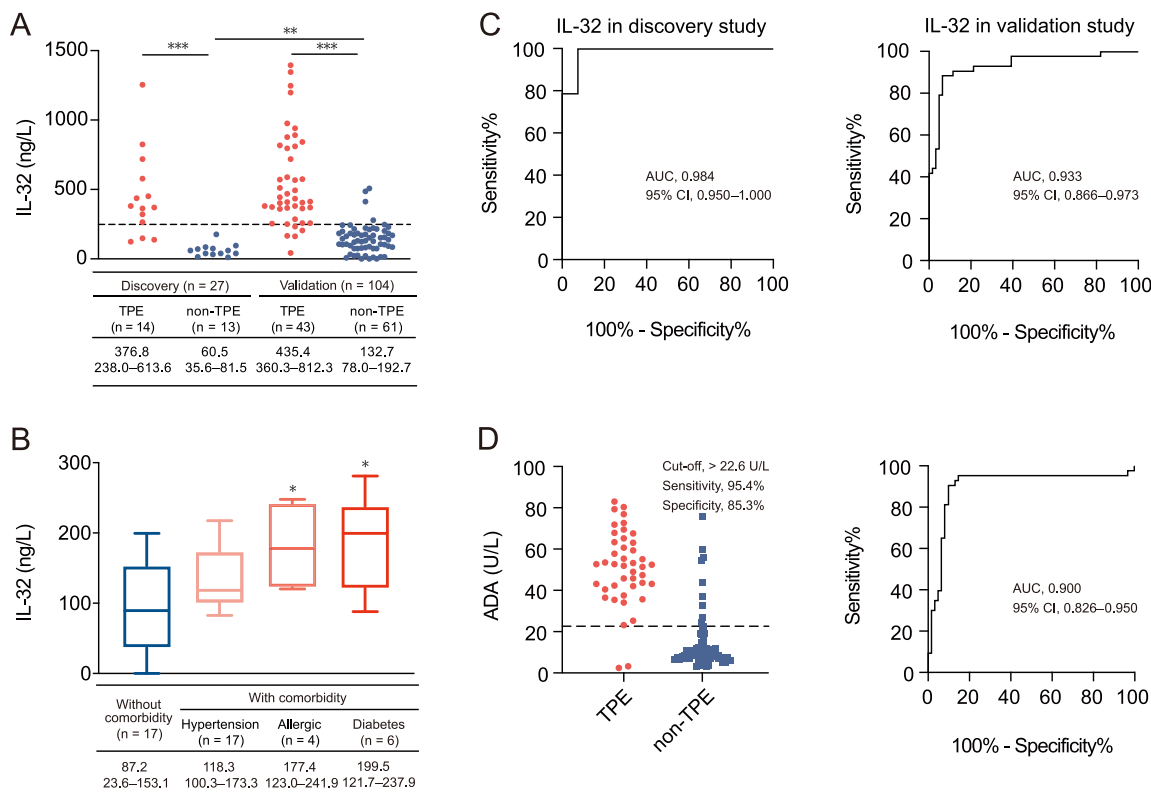 A
***
**
***
IL-32 (ng/L)
1500
1000
500
0
Discovery (n = 27)
Validation (n = 104)
TPE
(n = 14)
non-TPE
(n = 13)
TPE
(n = 43)
non-TPE
(n = 61)
376.8
238.0–613.6
60.5
35.6–81.5
435.4
360.3–812.3
132.7
78.0–192.7
C
IL-32 in discovery study
Sensitivity%
100
80
60
40
20
80
100
0
AUC, 0.984
95% CI, 0.950–1.000
0
20
40
60
80
100
100% - Specificity%
IL-32 in validation study
Sensitivity%
100
80
60
40
20
80
100
0
AUC, 0.933
95% CI, 0.866–0.973
0
20
40
60
80
100
100% - Specificity%
B
IL-32 (ng/L)
300
200
100
0
*
*
Without
comorbidity
(n = 17)
With comorbidity
Hypertension
(n = 17)
Allergic
(n = 4)
Diabetes
(n = 6)
87.2
23.6–153.1
118.3
100.3–173.3
177.4
123.0–241.9
199.5
121.7–237.9
D
ADA (U/L)
100
80
60
40
20
0
Cut-off, > 22.6 U/L
Sensitivity, 95.4%
Specificity, 85.3%
TPE
non-TPE
Sensitivity%
100
80
60
40
20
80
100
0
AUC, 0.900
95% CI, 0.826–0.950
0
20
40
60
80
100
100% - Specificity%